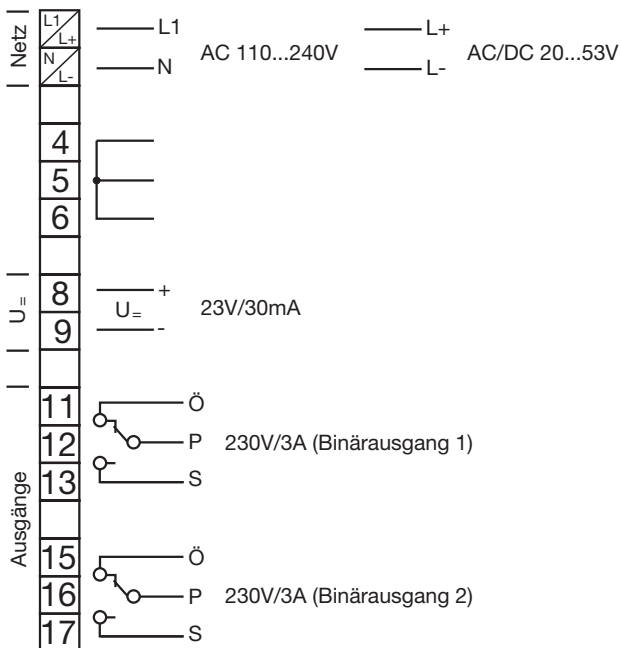 Netz
L1 L+ L1 AC 110...240V L+ AC/DC 20...53V
N L- N L-
4
5
6
U=
8 + 23V/30mA
U=
9 -
Ausgänge
11 Ö
12 P 230V/3A (Binärausgang 1)
13 S
15 Ö
16 P 230V/3A (Binärausgang 2)
17 S